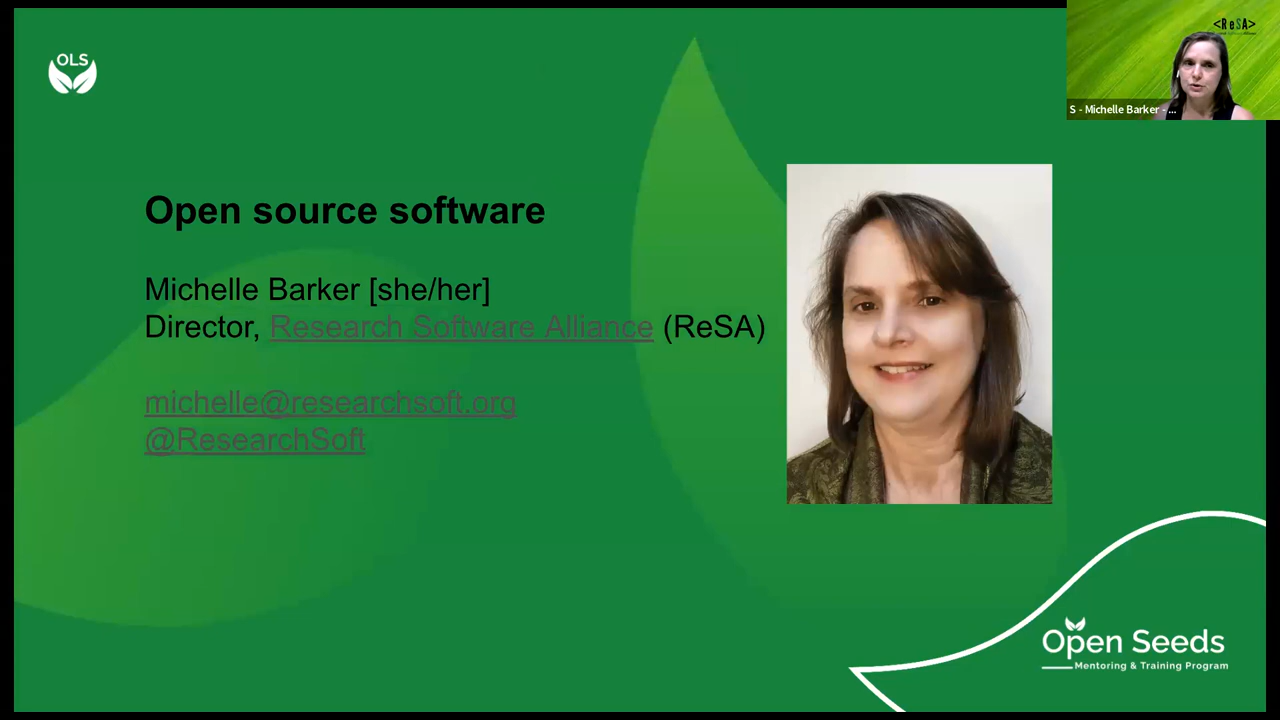 OLS
<ReSA>
S - Michelle Barker - ...
Open source software
Michelle Barker [she/her]
Director, Research Software Alliance (ReSA)
michelle@researchsoft.org
@ResearchSoft
Open Seeds
Mentoring & Training Program